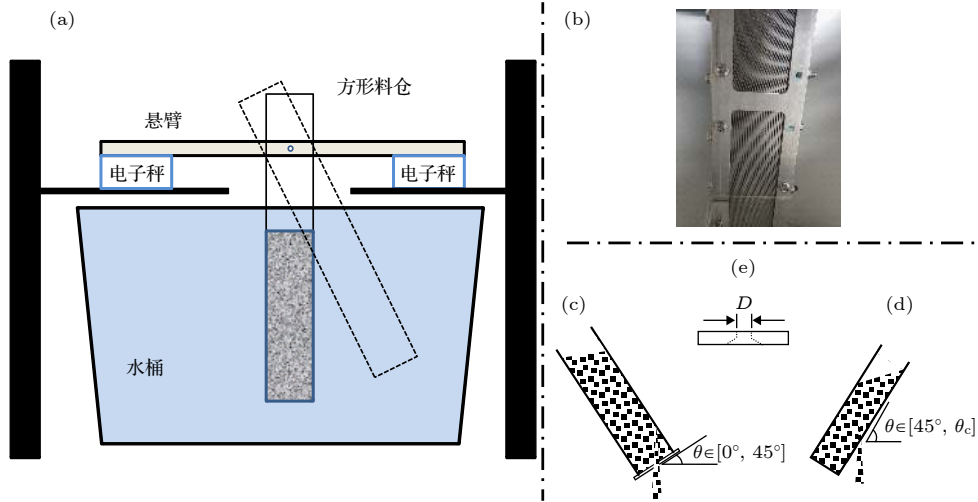 (a)
方形料仓
悬臂
电子秤
电子秤
水桶
(b)
(e)
D
(c)
θ∈[0°, 45°]
(d)
θ∈[45°, θc]